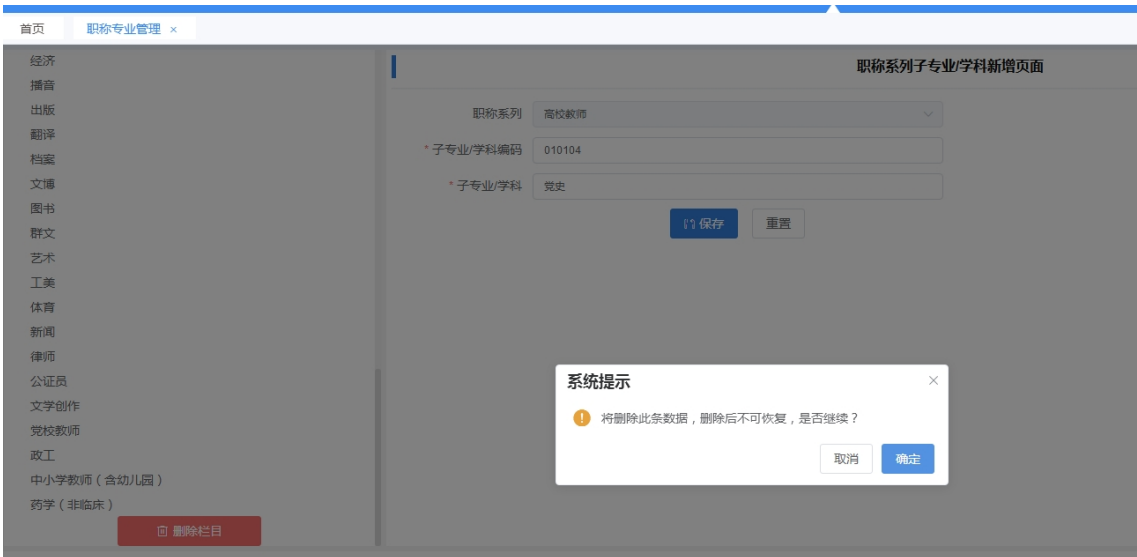 首页 职称专业管理 ×
经济
播音
出版
翻译
档案
文博
图书
群文
艺术
工美
体育
新闻
律师
公证员
文学创作
党校教师
政工
中小学教师（含幼儿园）
药学（非临床）
删除栏目
职称系列子专业/学科新增页面
职称系列 高校教师
* 子专业/学科编码 010104
* 子专业/学科 党史
保存 重置
系统提示
将删除此条数据，删除后不可恢复，是否继续？
取消 确定